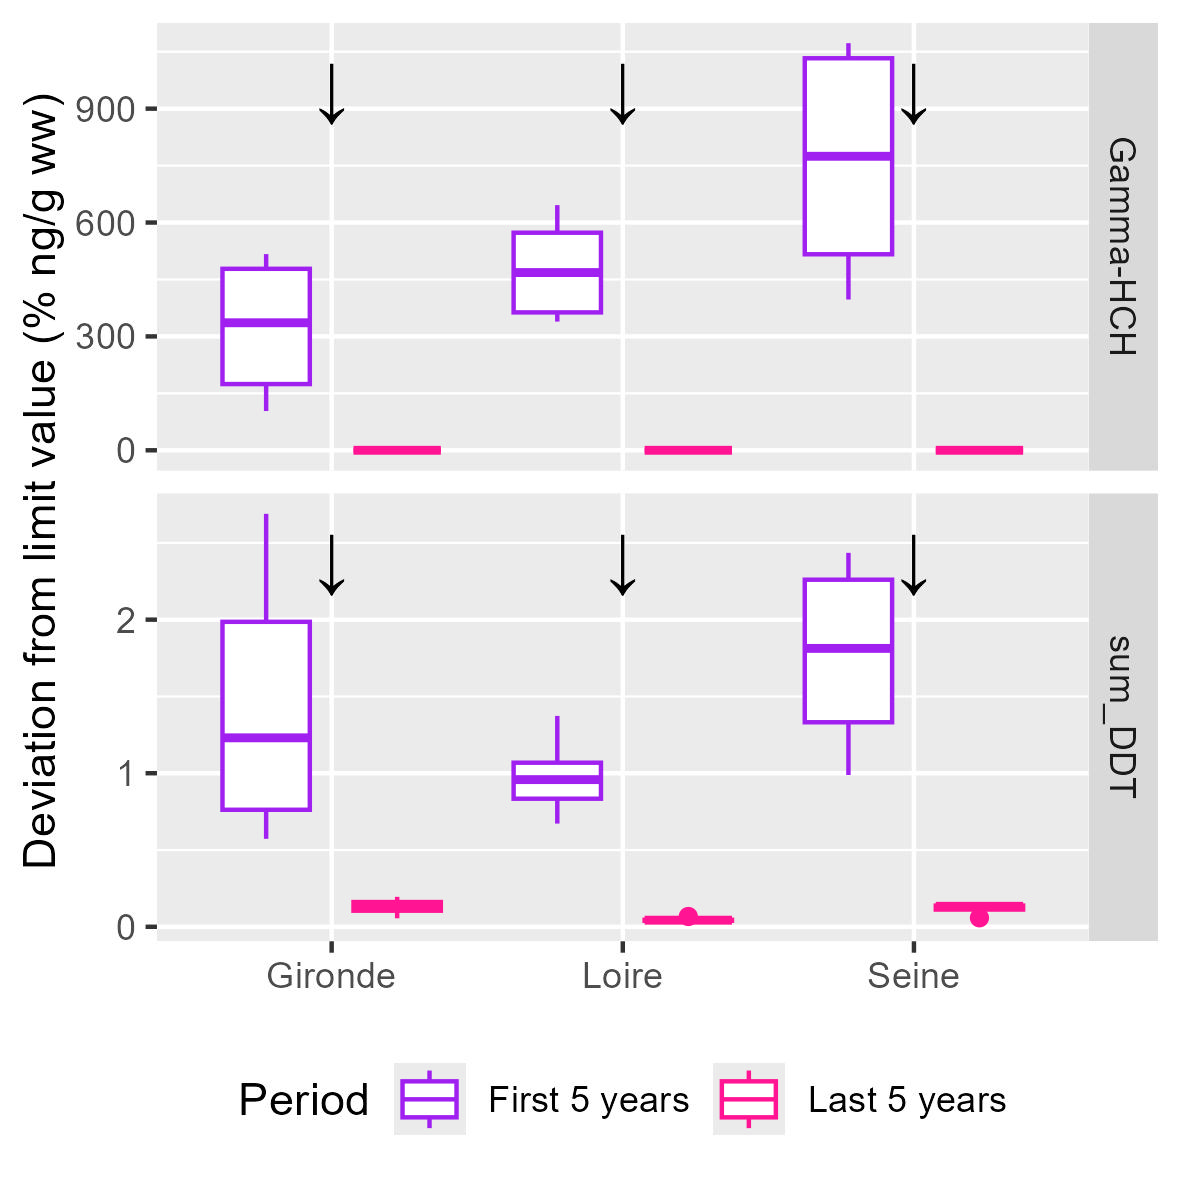 Deviation from limit value (% ng/g ww)
900
600
300
0
Gamma-HCH
2
1
0
sum_DDT
Gironde Loire Seine
Period First 5 years Last 5 years